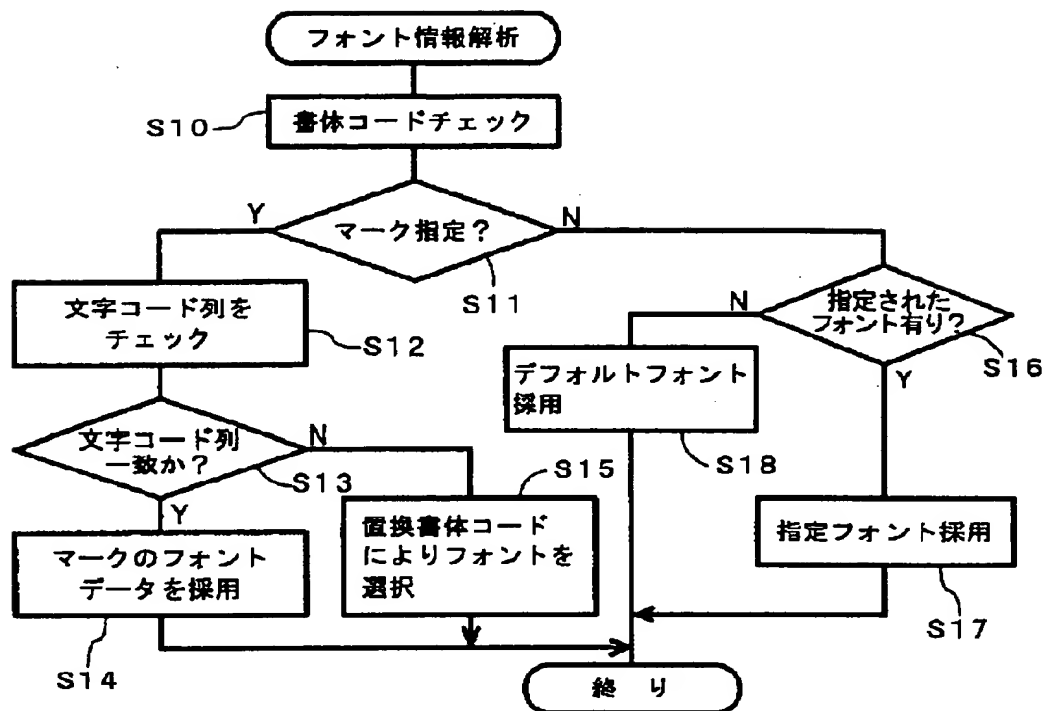 フォント情報解析
S10
書体コードチェック
Y
マーク指定?
N
S11
文字コード列を
チェック
S12
N
指定された
フォント有り?
S16
Y
デフォルトフォント
採用
S18
文字コード列
一致か?
N
S13
Y
S15
置換書体コード
によりフォントを
選択
指定フォント採用
S17
マークのフォント
データを採用
S14
終り